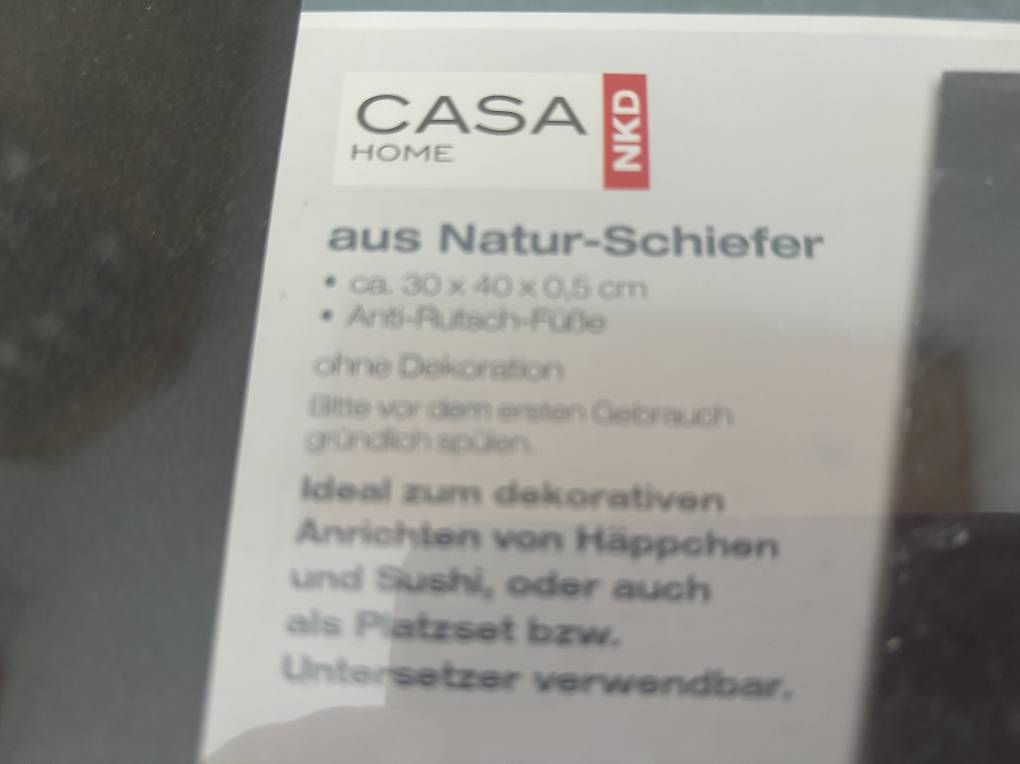 CASA
HOME
NKD
aus Natur-Schiefer
• ca. 30 x 40 x 0,5 cm
• Anti-Rutsch-Füße
ohne Dekoration
Bitte vor dem ersten Gebrauch
gründlich spülen.
Ideal zum dekorativen
Anrichten von Häppchen
und Sushi, oder auch
als Platzset bzw.
Untersetzer verwendbar.